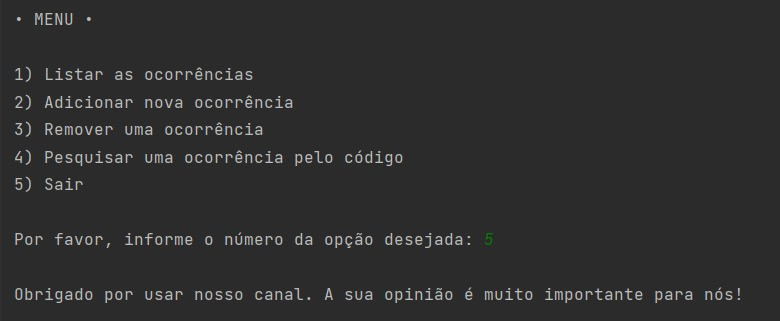 • MENU •
1) Listar as ocorrências
2) Adicionar nova ocorrência
3) Remover uma ocorrência
4) Pesquisar uma ocorrência pelo código
5) Sair
Por favor, informe o número da opção desejada: 5
Obrigado por usar nosso canal. A sua opinião é muito importante para nós!